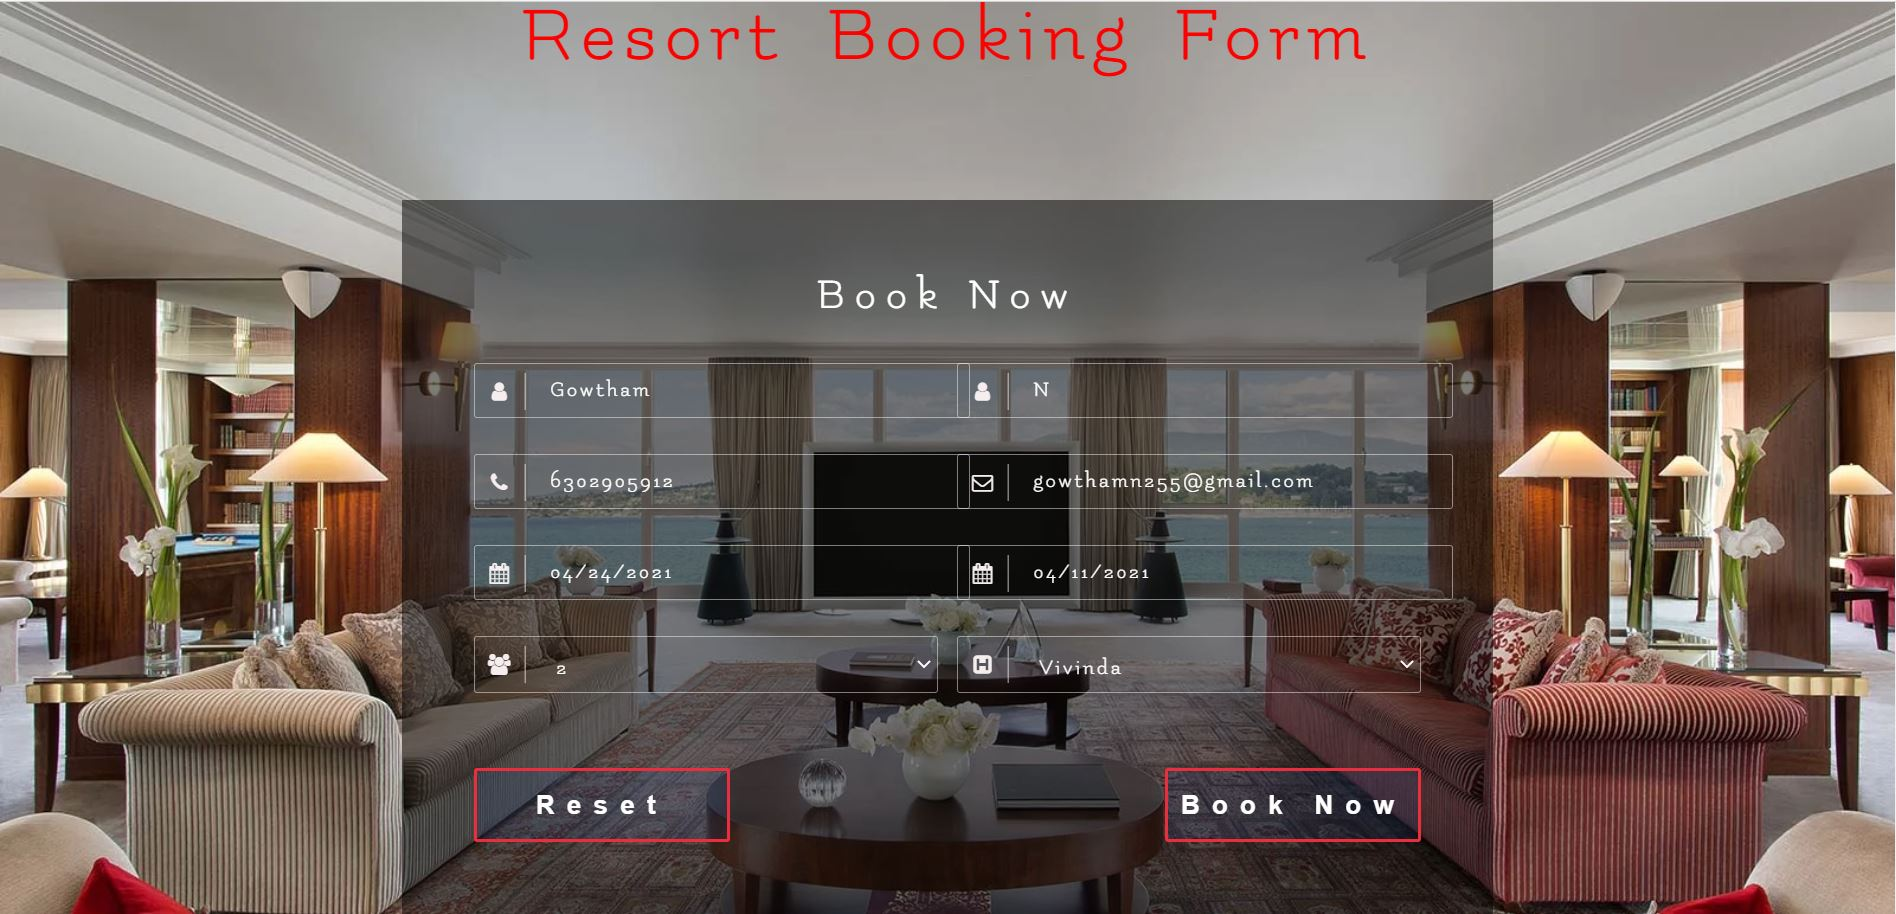 Resort Booking Form
Book Now
Gowtham
N
6302905912
gowthamn255@gmail.com
04/24/2021
04/11/2021
2
Vivinda
Reset
Book Now